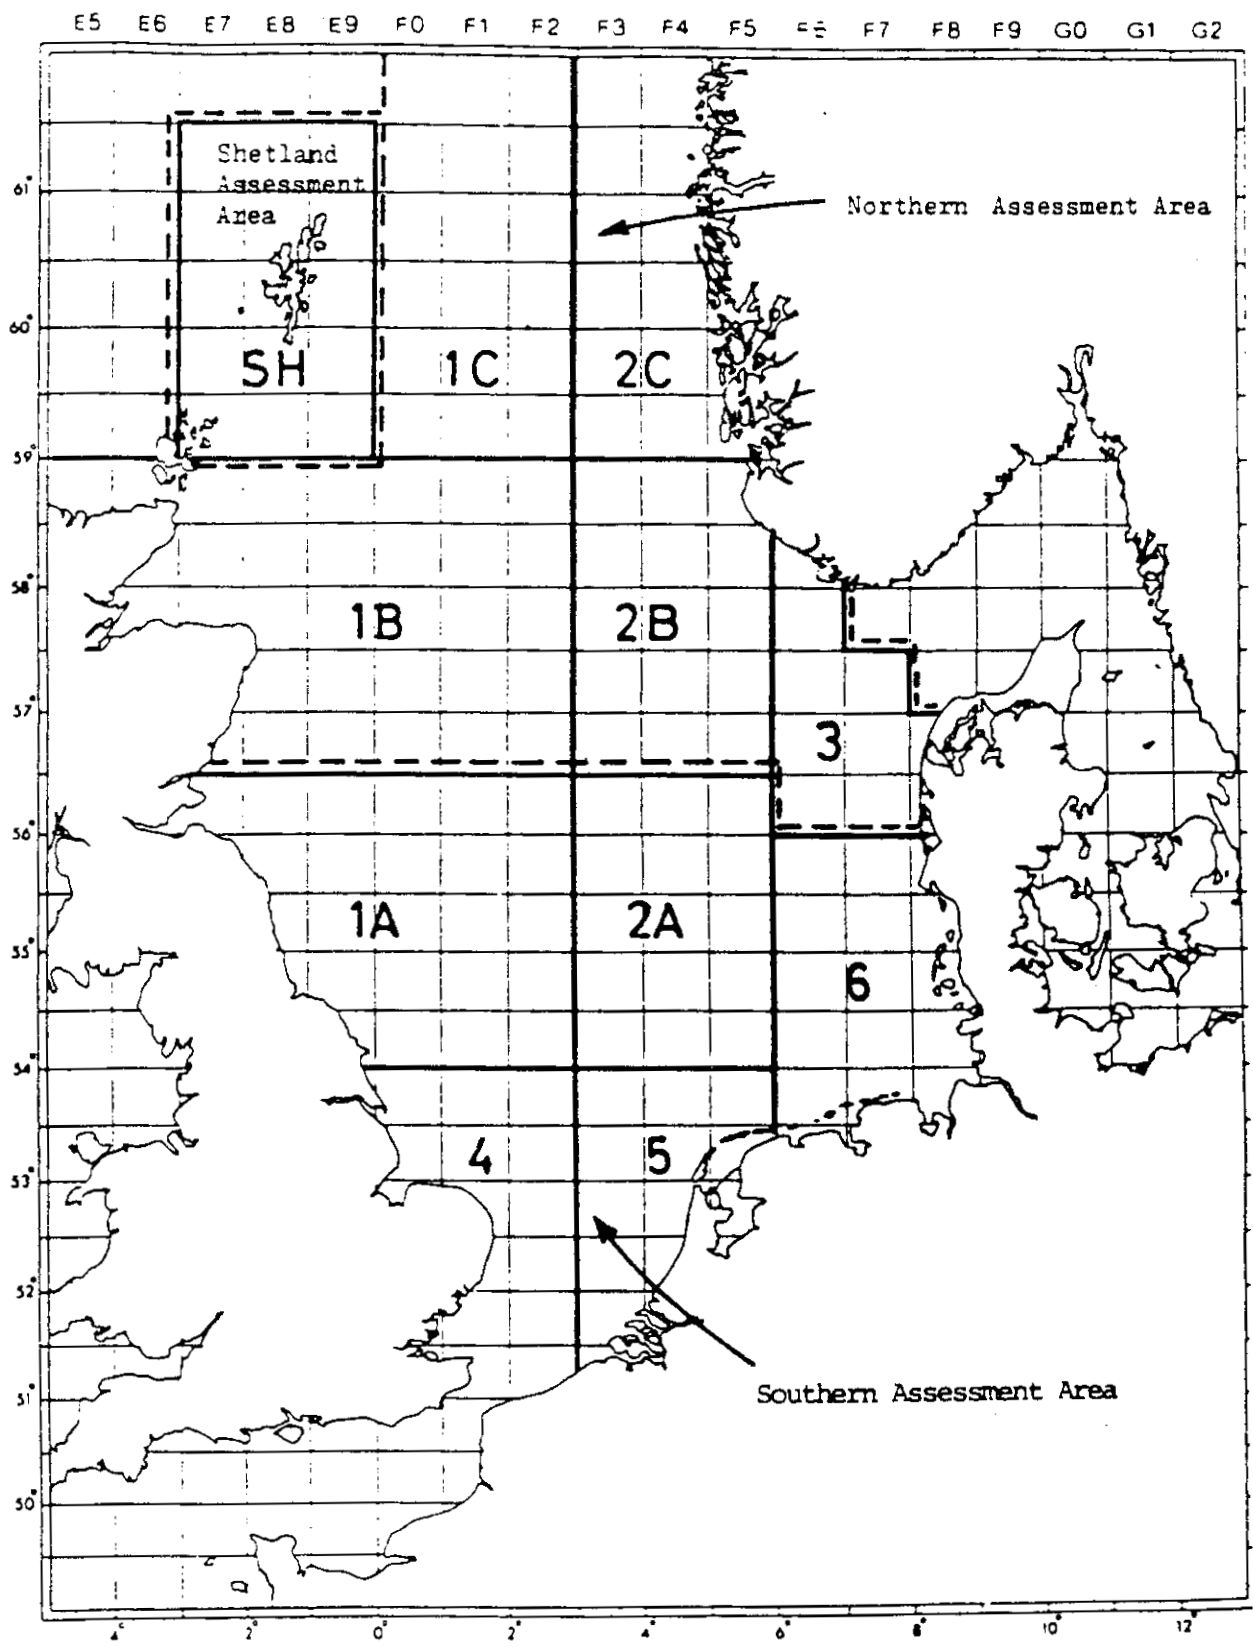 E5 E6 E7 E8 E9 F0 F1 F2 F3 F4 F5 F6 F7 F8 F9 G0 G1 G2
Shetland
Assessment
Area
61°
Northern Assessment Area
60°
SH 1C 2C
59°
58°
1B 2B
57°
3
56°
1A 2A
55°
6
54°
4 5
53°
52°
Southern Assessment Area
51°
50°
4° 2° 0° 2° 4° 6° 8° 10° 12°